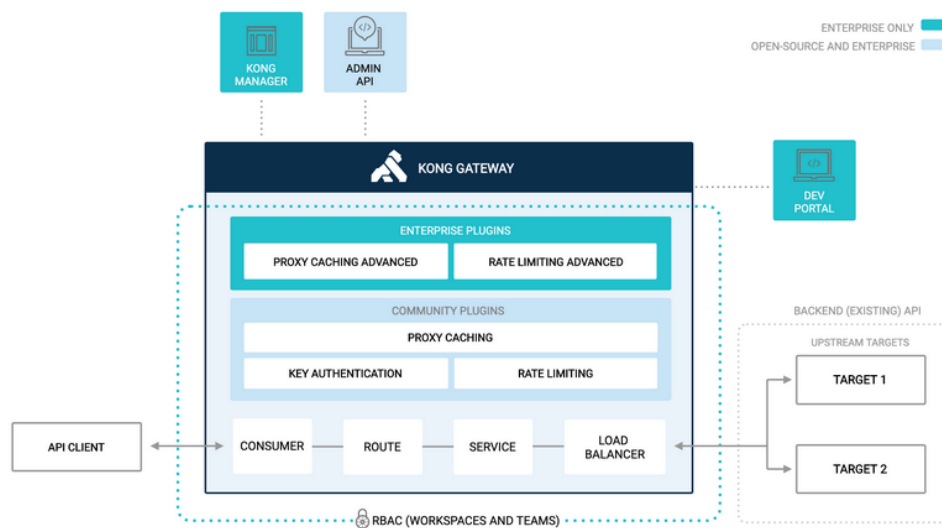 ENTERPRISE ONLY
OPEN-SOURCE AND ENTERPRISE
KONG
MANAGER
ADMIN
API
KONG GATEWAY
DEV
PORTAL
ENTERPRISE PLUGINS
PROXY CACHING ADVANCED
RATE LIMITING ADVANCED
COMMUNITY PLUGINS
PROXY CACHING
KEY AUTHENTICATION
RATE LIMITING
BACKEND (EXISTING) API
UPSTREAM TARGETS
TARGET 1
TARGET 2
API CLIENT
CONSUMER
ROUTE
SERVICE
LOAD
BALANCER
RBAC (WORKSPACES AND TEAMS)